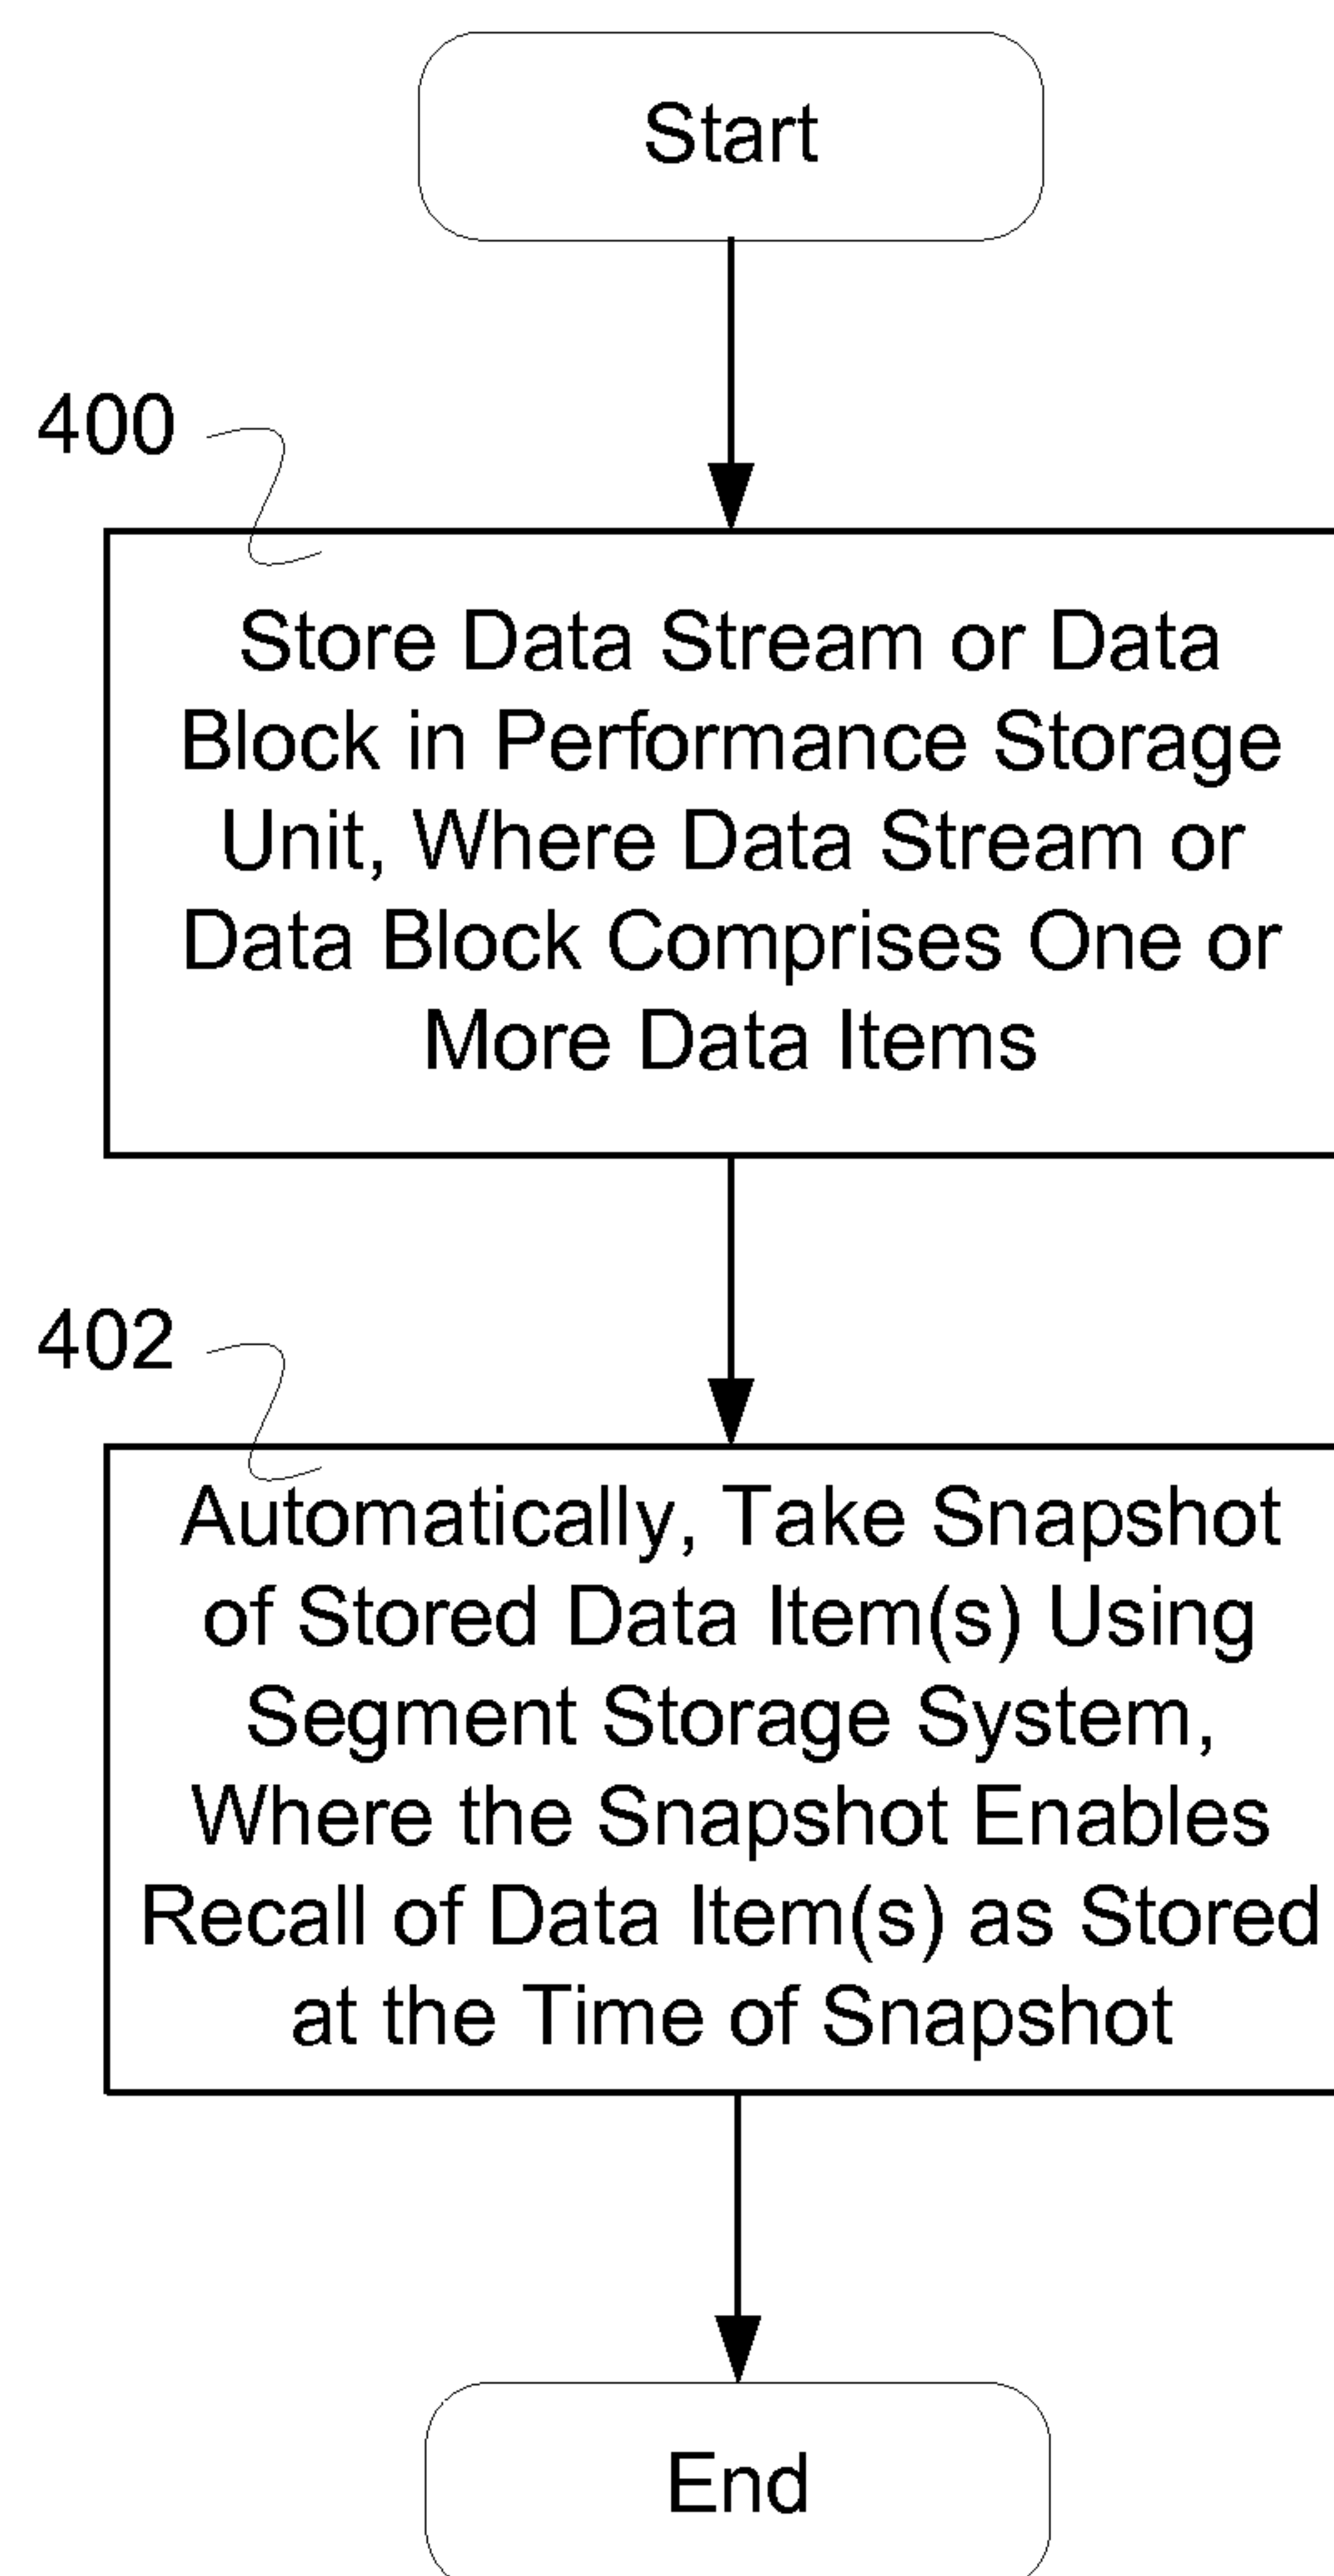 Start
400
Store Data Stream or Data
Block in Performance Storage
Unit, Where Data Stream or
Data Block Comprises One or
More Data Items
402
Automatically, Take Snapshot
of Stored Data Item(s) Using
Segment Storage System,
Where the Snapshot Enables
Recall of Data Item(s) as Stored
at the Time of Snapshot
End